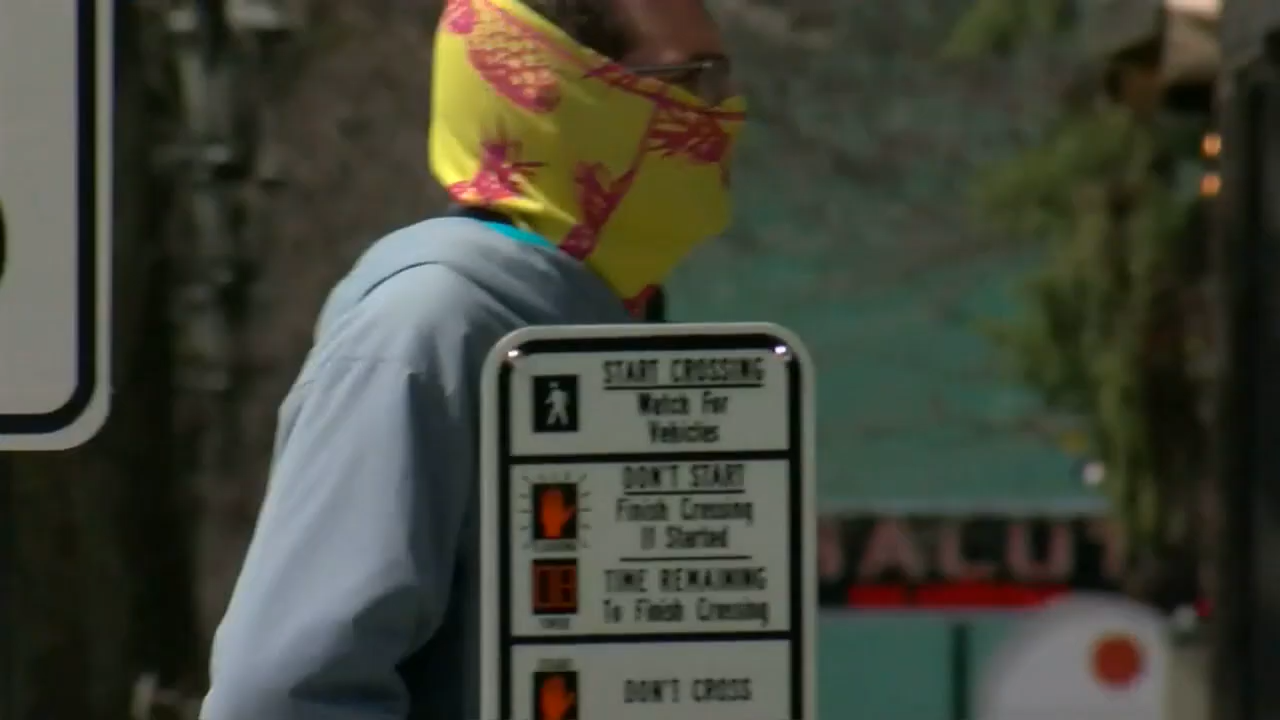 START CROSSING
Watch For
Vehicles
DON'T START
Finish Crossing
If Started
TIME REMAINING
To Finish Crossing
DON'T CROSS